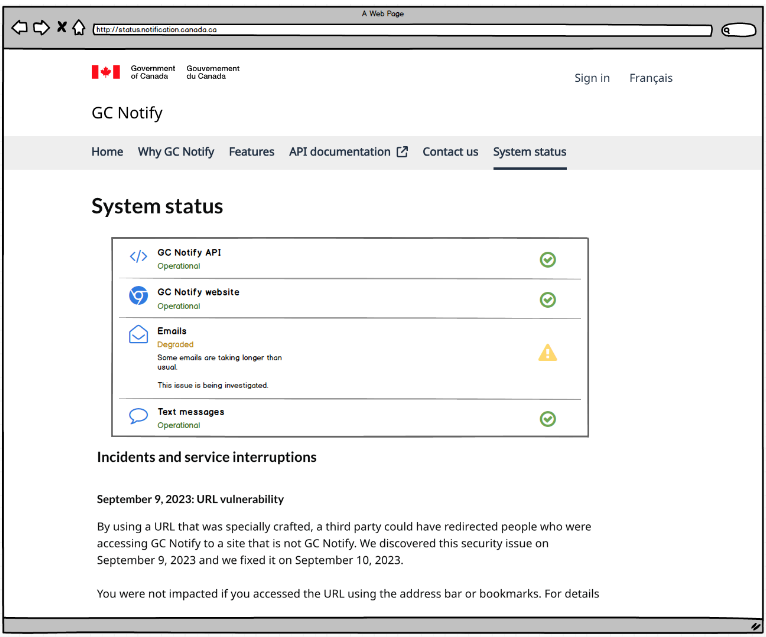 A Web Page
http://status.notification.canada.ca
Government Gouvernement
of Canada du Canada
Sign in Français
GC Notify
Home Why GC Notify Features API documentation Contact us System status
System status
GC Notify API
Operational
GC Notify website
Operational
Emails
Degraded
Some emails are taking longer than
usual.
This issue is being investigated.
Text messages
Operational
Incidents and service interruptions
September 9, 2023: URL vulnerability
By using a URL that was specially crafted, a third party could have redirected people who were
accessing GC Notify to a site that is not GC Notify. We discovered this security issue on
September 9, 2023 and we fixed it on September 10, 2023.
You were not impacted if you accessed the URL using the address bar or bookmarks. For details